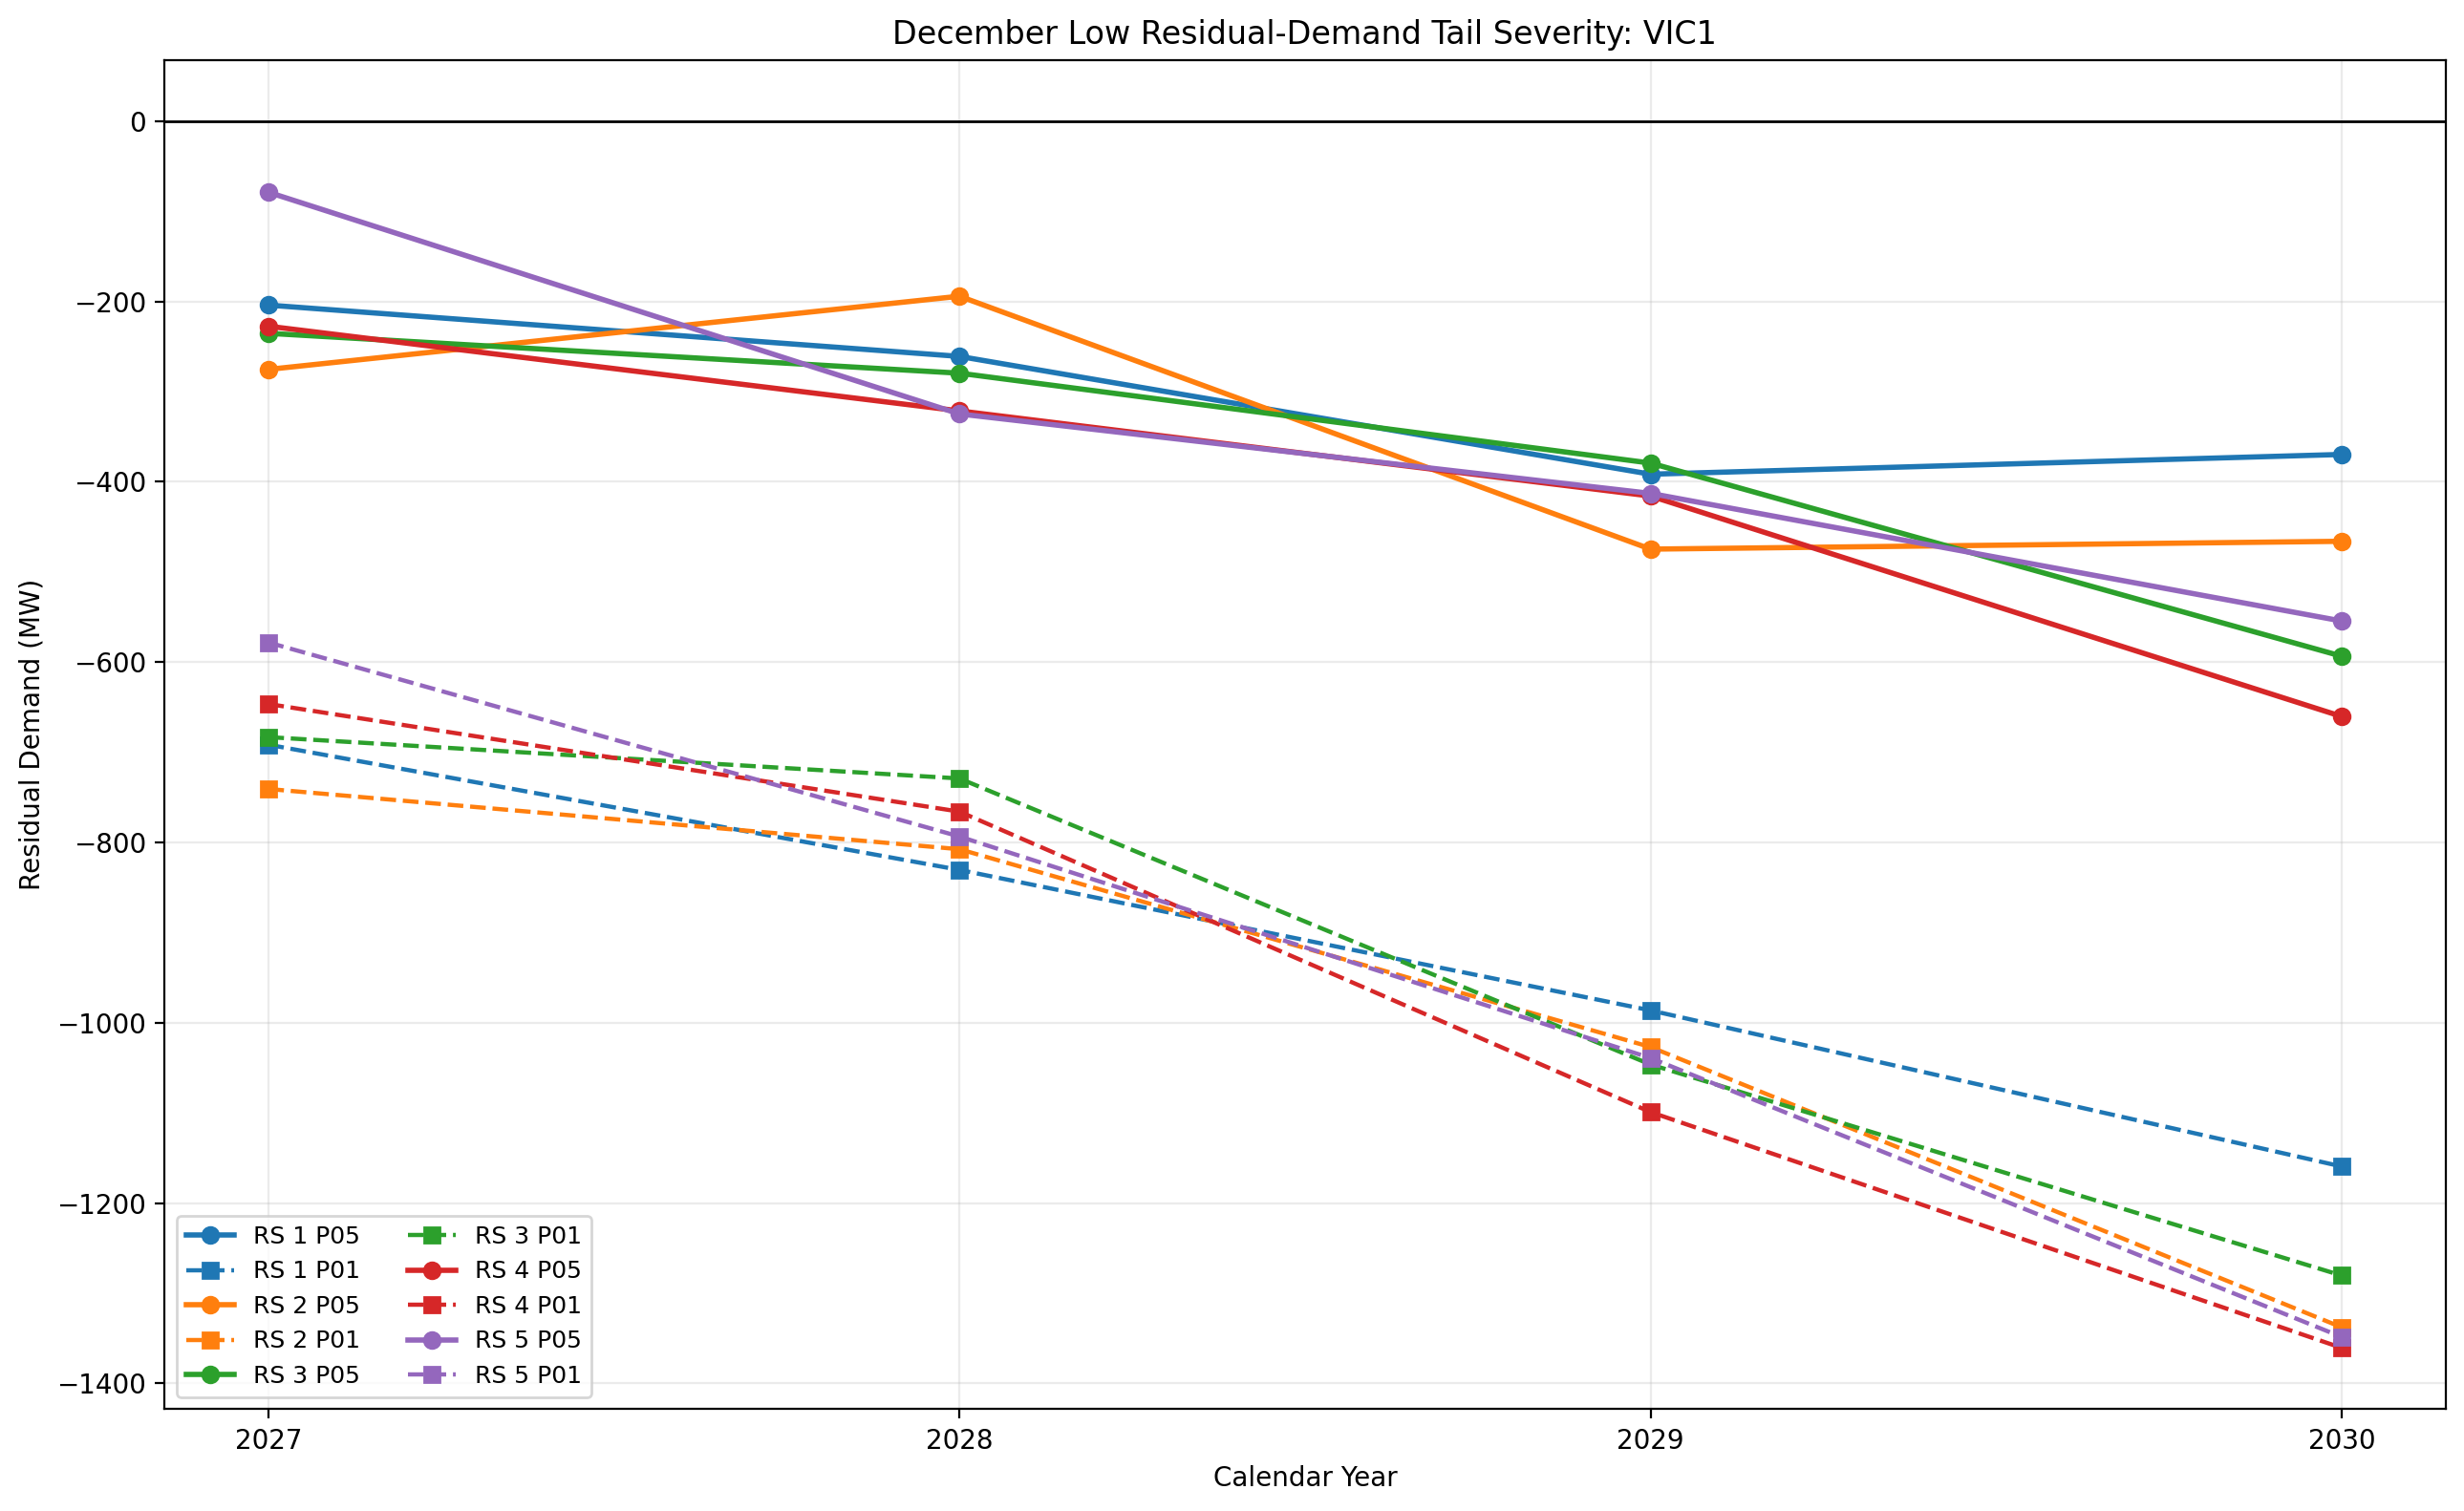 December Low Residual-Demand Tail Severity: VIC1
Residual Demand (MW)
0
−200
−400
−600
−800
−1000
−1200
−1400
RS 1 P05
RS 1 P01
RS 2 P05
RS 2 P01
RS 3 P05
RS 3 P01
RS 4 P05
RS 4 P01
RS 5 P05
RS 5 P01
2027 2028 2029 2030
Calendar Year